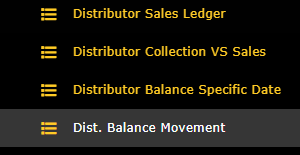 Distributor Sales Ledger
Distributor Collection VS Sales
Distributor Balance Specific Date
Dist. Balance Movement